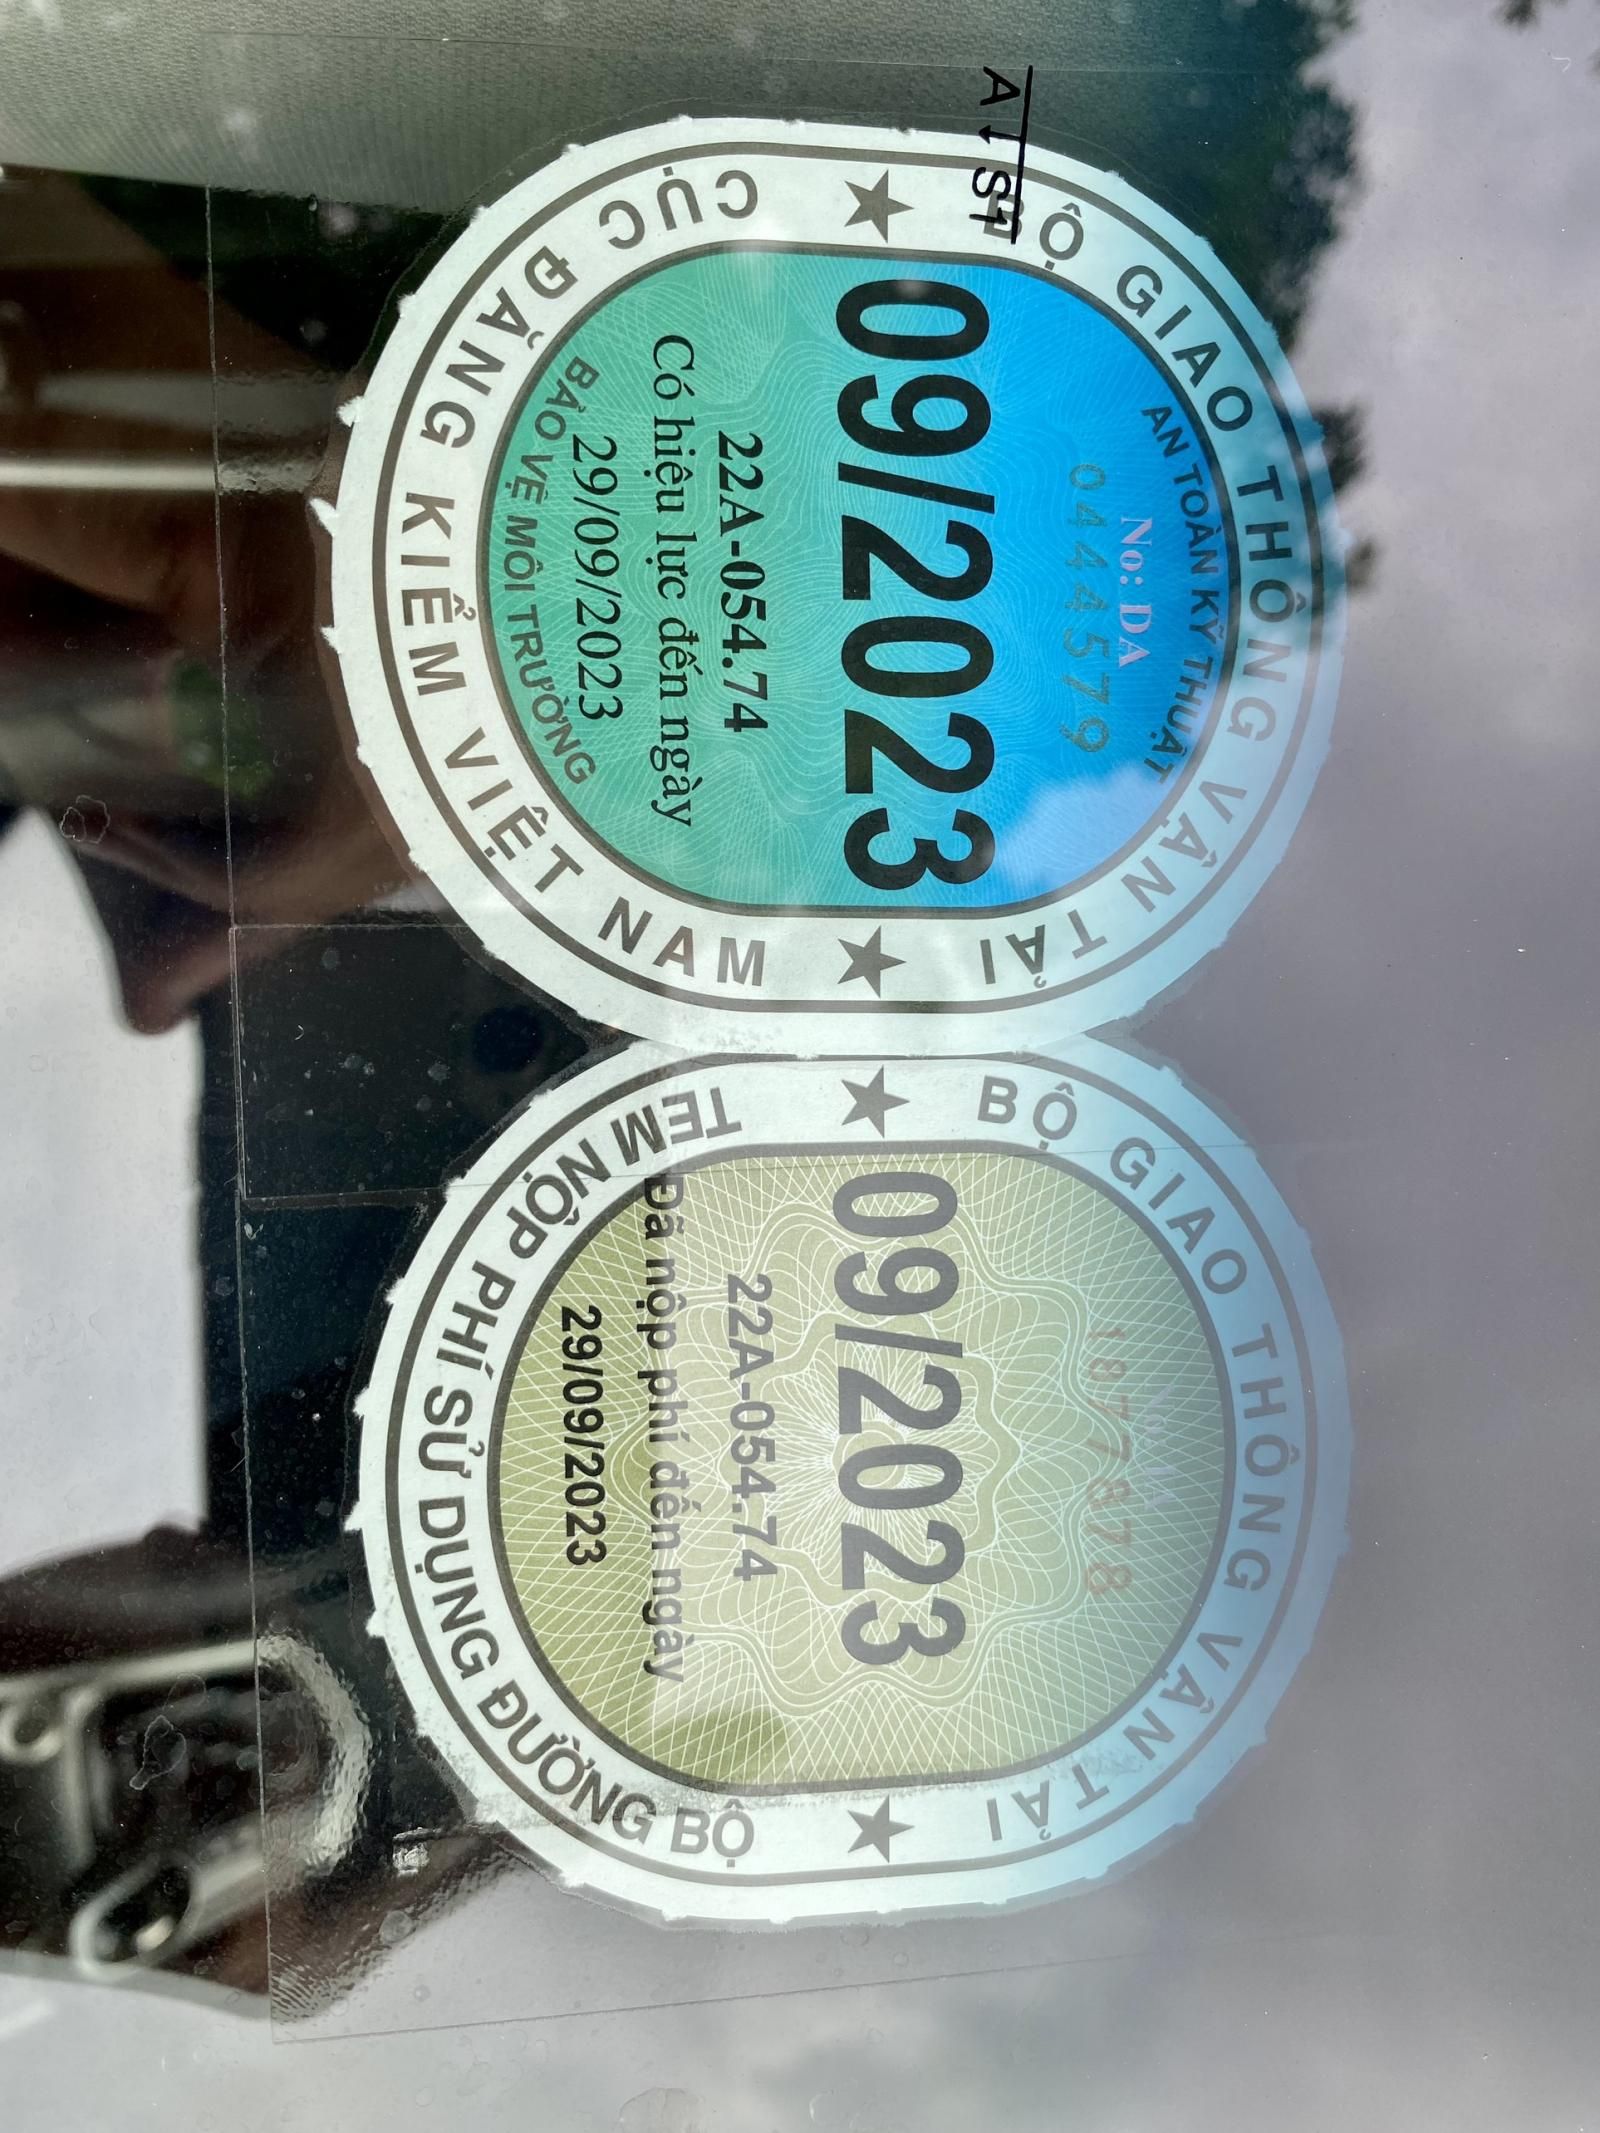 A→S1
BỘ GIAO THÔNG VẬN TẢI
AN TOÀN KỸ THUẬT
No: DA
0444579
09/2023
22A-054.74
Có hiệu lực đến ngày
29/09/2023
BẢO VỆ MÔI TRƯỜNG
CỤC ĐĂNG KIỂM VIỆT NAM
BỘ GIAO THÔNG VẬN TẢI
1877878
09/2023
22A-054.74
Đã nộp phí đến ngày
29/09/2023
TEM NỘP PHÍ SỬ DỤNG ĐƯỜNG BỘ